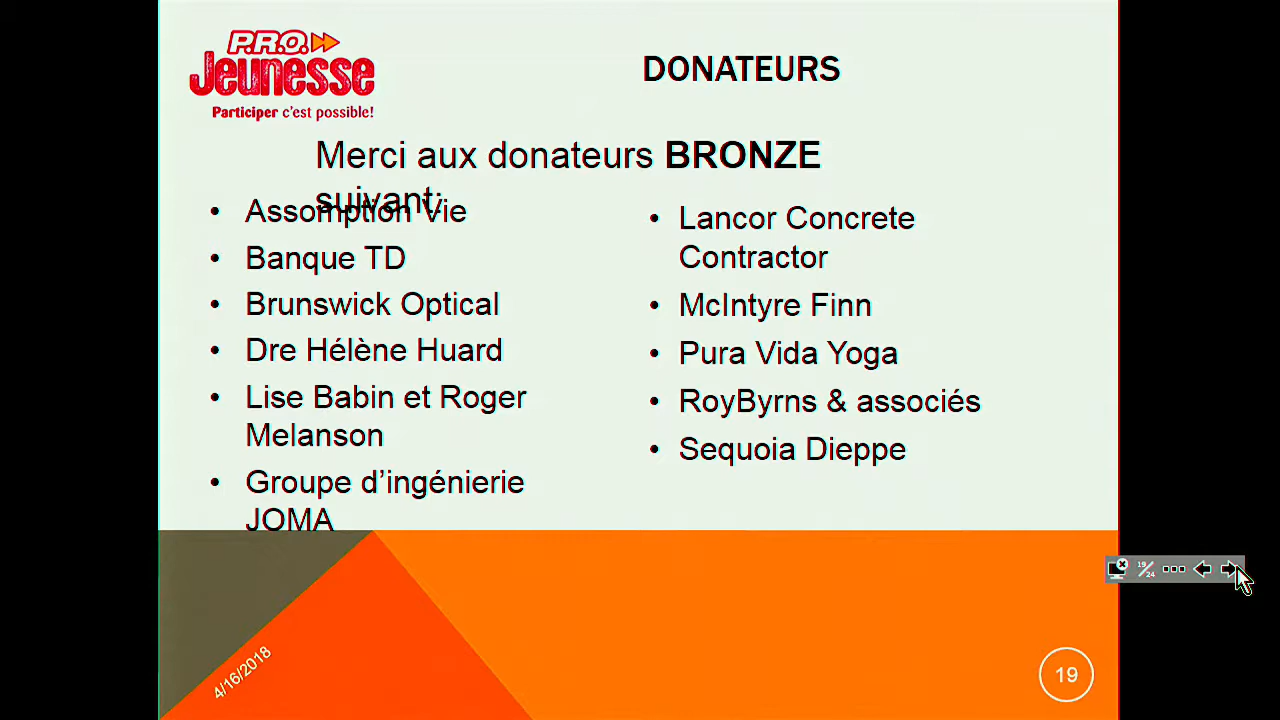 P.R.O.
Jeunesse
Participer c'est possible!
DONATEURS
Merci aux donateurs BRONZE
suivant:
• Assomption Vie
• Banque TD
• Brunswick Optical
• Dre Hélène Huard
• Lise Babin et Roger
Melanson
• Groupe d’ingénierie
JOMA
• Lancor Concrete
Contractor
• McIntyre Finn
• Pura Vida Yoga
• RoyByrns & associés
• Sequoia Dieppe
19/24
4/16/2018
19